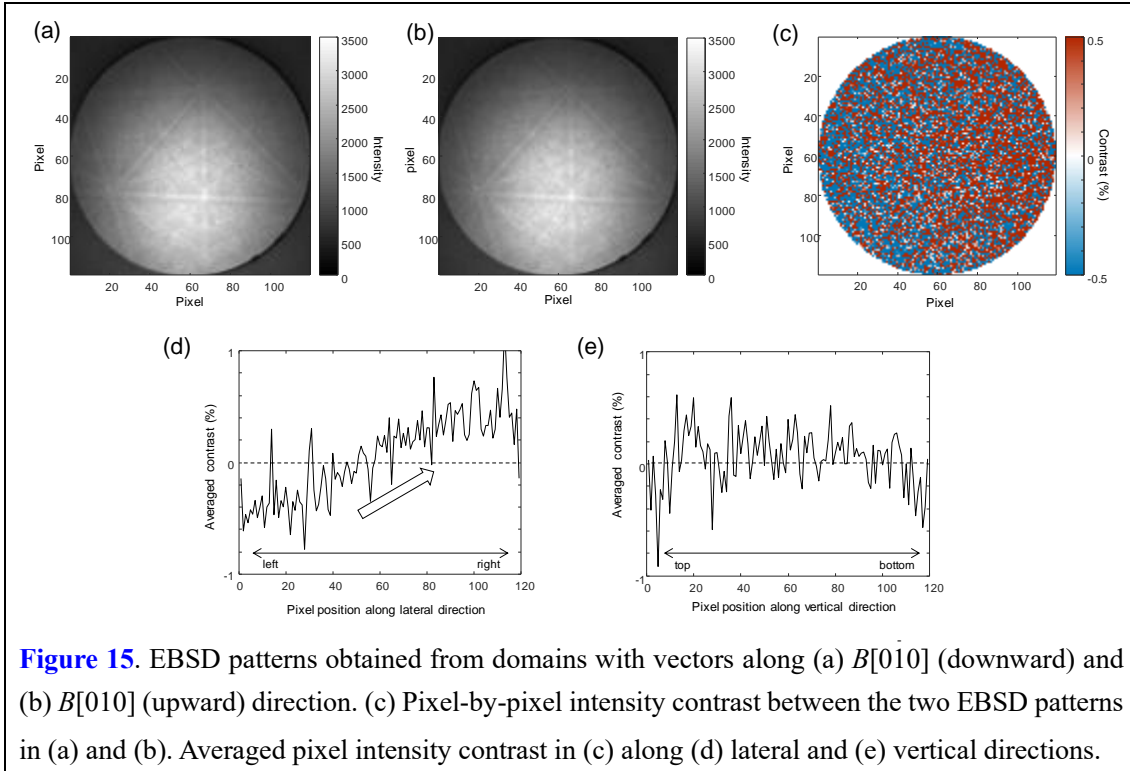 (a)
(b)
(c)
20
40
60
80
100
Pixel
20 40 60 80 100
Pixel
3500
3000
2500
2000
1500
1000
500
0
Intensity
20
40
60
80
100
pixel
20 40 60 80 100
Pixel
3500
3000
2500
2000
1500
1000
500
0
Intensity
20
40
60
80
100
Pixel
20 40 60 80 100
Pixel
0.5
0
-0.5
Contrast (%)
(d)
1
0
-1
Averaged contrast (%)
left
right
0 20 40 60 80 100 120
Pixel position along lateral direction
(e)
1
0
-1
Averaged contrast (%)
top
bottom
0 20 40 60 80 100 120
Pixel position along vertical direction
Figure 15. EBSD patterns obtained from domains with vectors along (a) B[010] (downward) and
(b) B[010] (upward) direction. (c) Pixel-by-pixel intensity contrast between the two EBSD patterns
in (a) and (b). Averaged pixel intensity contrast in (c) along (d) lateral and (e) vertical directions.